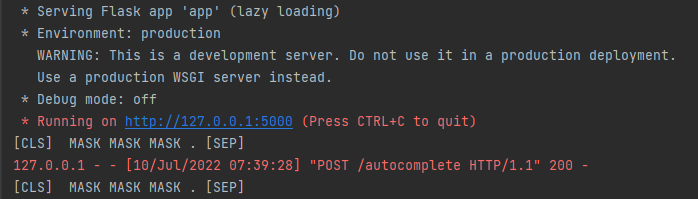 * Serving Flask app 'app' (lazy loading)
* Environment: production
WARNING: This is a development server. Do not use it in a production deployment.
Use a production WSGI server instead.
* Debug mode: off
* Running on http://127.0.0.1:5000 (Press CTRL+C to quit)
[CLS]  MASK MASK MASK . [SEP]
127.0.0.1 - - [10/Jul/2022 07:39:28] "POST /autocomplete HTTP/1.1" 200 -
[CLS]  MASK MASK MASK . [SEP]